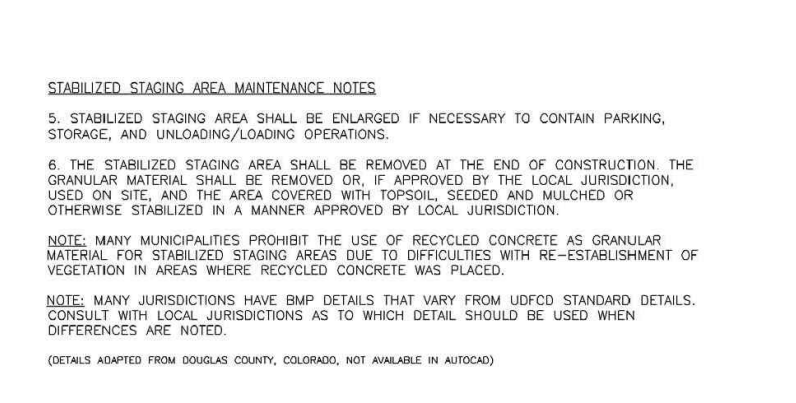 STABILIZED STAGING AREA MAINTENANCE NOTES
5. STABILIZED STAGING AREA SHALL BE ENLARGED IF NECESSARY TO CONTAIN PARKING,
STORAGE, AND UNLOADING/LOADING OPERATIONS.
6. THE STABILIZED STAGING AREA SHALL BE REMOVED AT THE END OF CONSTRUCTION. THE
GRANULAR MATERIAL SHALL BE REMOVED OR, IF APPROVED BY THE LOCAL JURISDICTION,
USED ON SITE, AND THE AREA COVERED WITH TOPSOIL, SEEDED AND MULCHED OR
OTHERWISE STABILIZED IN A MANNER APPROVED BY LOCAL JURISDICTION.
NOTE: MANY MUNICIPALITIES PROHIBIT THE USE OF RECYCLED CONCRETE AS GRANULAR
MATERIAL FOR STABILIZED STAGING AREAS DUE TO DIFFICULTIES WITH RE-ESTABLISHMENT OF
VEGETATION IN AREAS WHERE RECYCLED CONCRETE WAS PLACED.
NOTE: MANY JURISDICTIONS HAVE BMP DETAILS THAT VARY FROM UDFCD STANDARD DETAILS.
CONSULT WITH LOCAL JURISDICTIONS AS TO WHICH DETAIL SHOULD BE USED WHEN
DIFFERENCES ARE NOTED.
(DETAILS ADAPTED FROM DOUGLAS COUNTY, COLORADO, NOT AVAILABLE IN AUTOCAD)